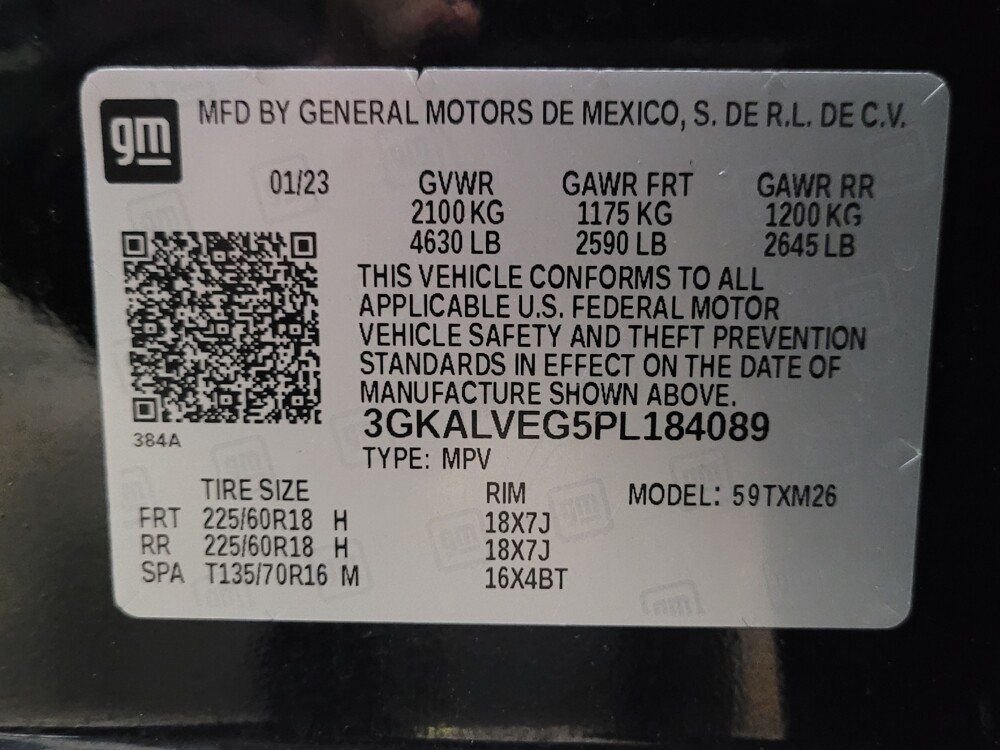 gm
MFD BY GENERAL MOTORS DE MEXICO, S. DE R.L. DE C.V.
01/23 GVWR GAWR FRT GAWR RR
2100 KG 1175 KG 1200 KG
4630 LB 2590 LB 2645 LB
THIS VEHICLE CONFORMS TO ALL
APPLICABLE U.S. FEDERAL MOTOR
VEHICLE SAFETY AND THEFT PREVENTION
STANDARDS IN EFFECT ON THE DATE OF
MANUFACTURE SHOWN ABOVE.
3GKALVEG5PL184089
384A
TYPE: MPV
TIRE SIZE RIM MODEL: 59TXM26
FRT 225/60R18 H 18X7J
RR 225/60R18 H 18X7J
SPA T135/70R16 M 16X4BT